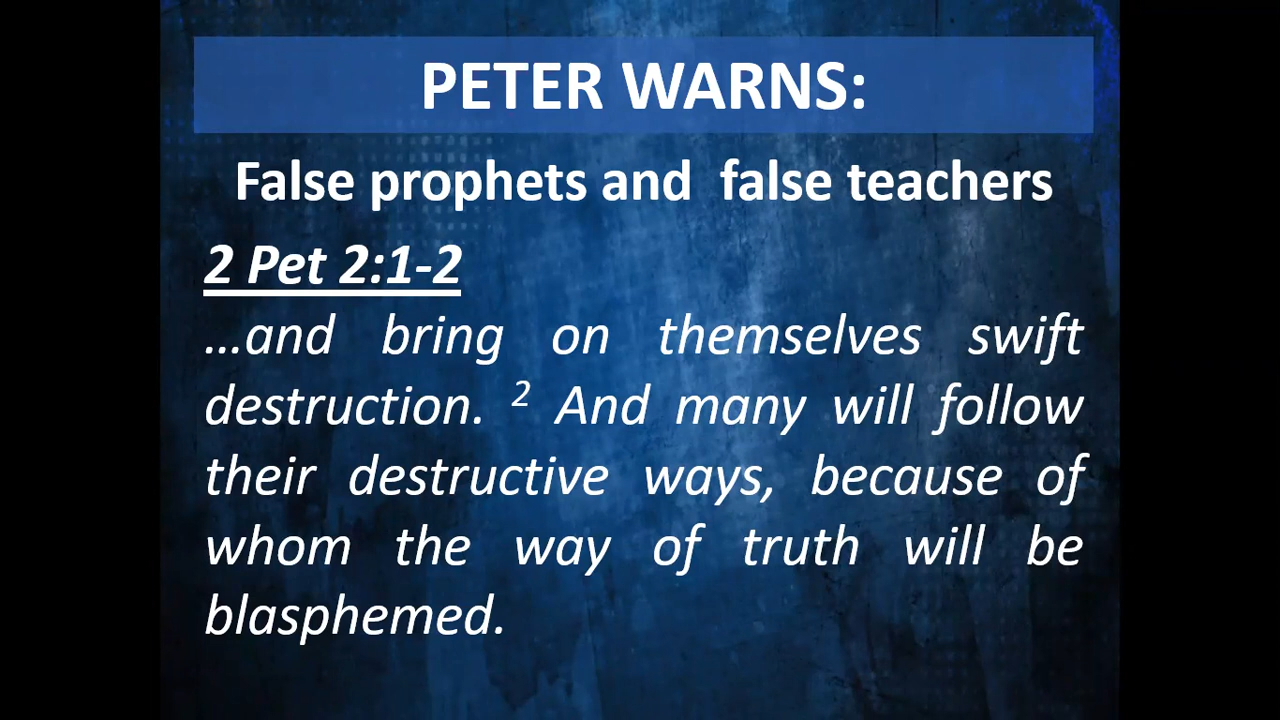 PETER WARNS:
False prophets and  false teachers
2 Pet 2:1-2
…and bring on themselves swift
destruction. ² And many will follow
their destructive ways, because of
whom the way of truth will be
blasphemed.